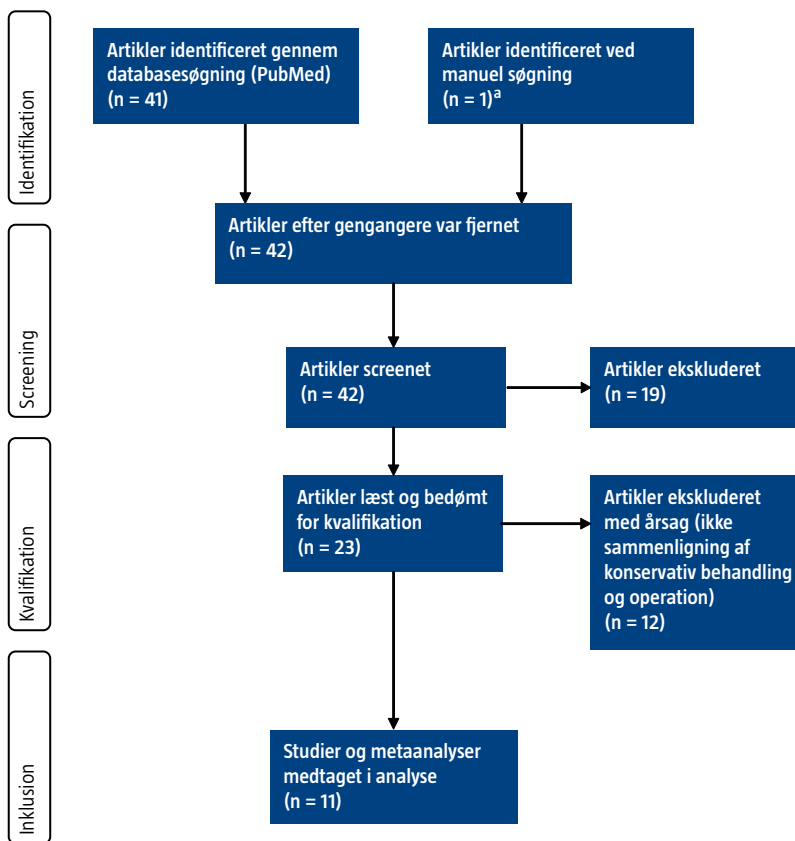 Identifikation
Artikler identificeret gennem
databasesøgning (PubMed)
(n = 41)
Artikler identificeret ved
manuel søgning
(n = 1)a
Artikler efter gengangere var fjernet
(n = 42)
Screening
Artikler screenet
(n = 42)
Artikler ekskluderet
(n = 19)
Kvalifikation
Artikler læst og bedømt
for kvalifikation
(n = 23)
Artikler ekskluderet
med årsag (ikke
sammenligning af
konservativ behandling
og operation)
(n = 12)
Inklusion
Studier og metaanalyser
medtaget i analyse
(n = 11)